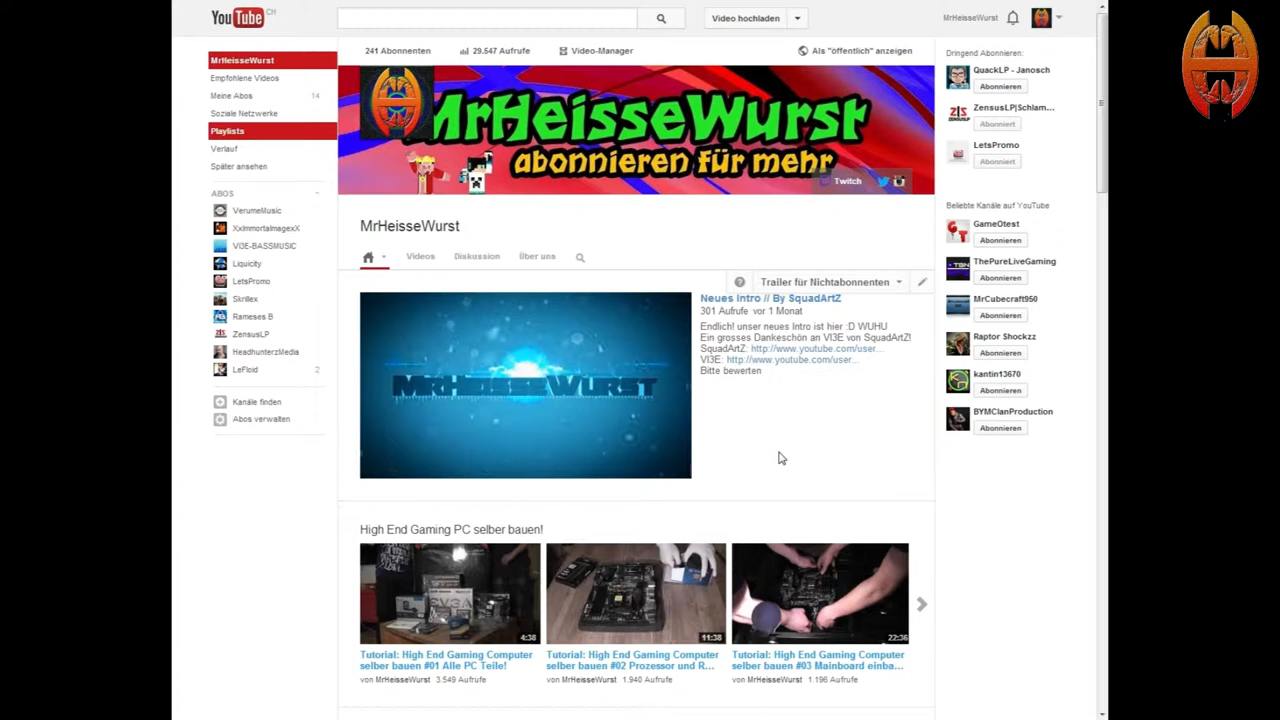 You Tube CH
Video hochladen
MrHeisseWurst
MrHeisseWurst
Empfohlene Videos
Meine Abos 14
Soziale Netzwerke
Playlists
Verlauf
Später ansehen
ABOS
VerumeMusic
XxImmortalmagexX
VI3E-BASSMUSIC
Liquicity
LetsPromo
Skrillex
Rameses B
ZensusLP
HeadhunterzMedia
LeFloid 2
Kanäle finden
Abos verwalten
241 Abonnenten 29.547 Aufrufe Video-Manager Als "öffentlich" anzeigen
MrHeisseWurst
abonnieren für mehr
Twitch
MrHeisseWurst
Videos Diskussion Über uns
Trailer für Nichtabonnenten
MrHeisseWurst
Neues Intro // By SquadArtZ
301 Aufrufe vor 1 Monat
Endlich! unser neues Intro ist hier :D WUHU
Ein grosses Dankeschön an VI3E von SquadArtZ!
SquadArtZ: http://www.youtube.com/user...
VI3E: http://www.youtube.com/user...
Bitte bewerten
High End Gaming PC selber bauen!
EVGA
4:38
11:38
22:36
Tutorial: High End Gaming Computer
selber bauen #01 Alle PC Teile!
von MrHeisseWurst 3.549 Aufrufe
Tutorial: High End Gaming Computer
selber bauen #02 Prozessor und R...
von MrHeisseWurst 1.940 Aufrufe
Tutorial: High End Gaming Computer
selber bauen #03 Mainboard einba...
von MrHeisseWurst 1.196 Aufrufe
Dringend Abonnieren:
QuackLP - Janosch
Abonnieren
ZensusLP|Schlam...
Abonniert
LetsPromo
Abonniert
Beliebte Kanäle auf YouTube
GameOtest
Abonnieren
ThePureLiveGaming
Abonnieren
MrCubecraft950
Abonnieren
Raptor Shockzz
Abonnieren
kantin13670
Abonnieren
BYMClanProduction
Abonnieren